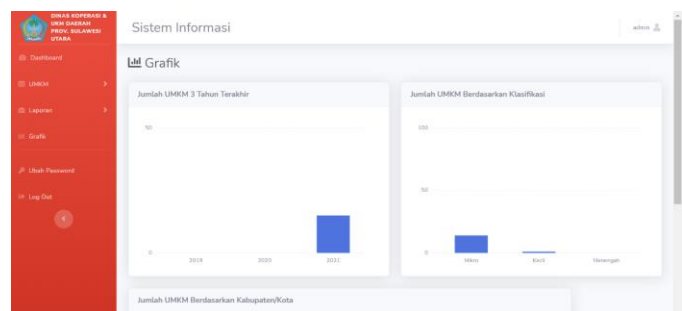 DINAS KOPERASI &
UKM DAERAH
PROV. SULAWESI
UTARA
Sistem Informasi
admin
Dashboard
UMKM
Laporan
Grafik
Ubah Password
Log Out
Grafik
Jumlah UMKM 3 Tahun Terakhir
50
0
2019 2020 2021
Jumlah UMKM Berdasarkan Klasifikasi
100
50
0
Mikro Kecil Menengah
Jumlah UMKM Berdasarkan Kabupaten/Kota